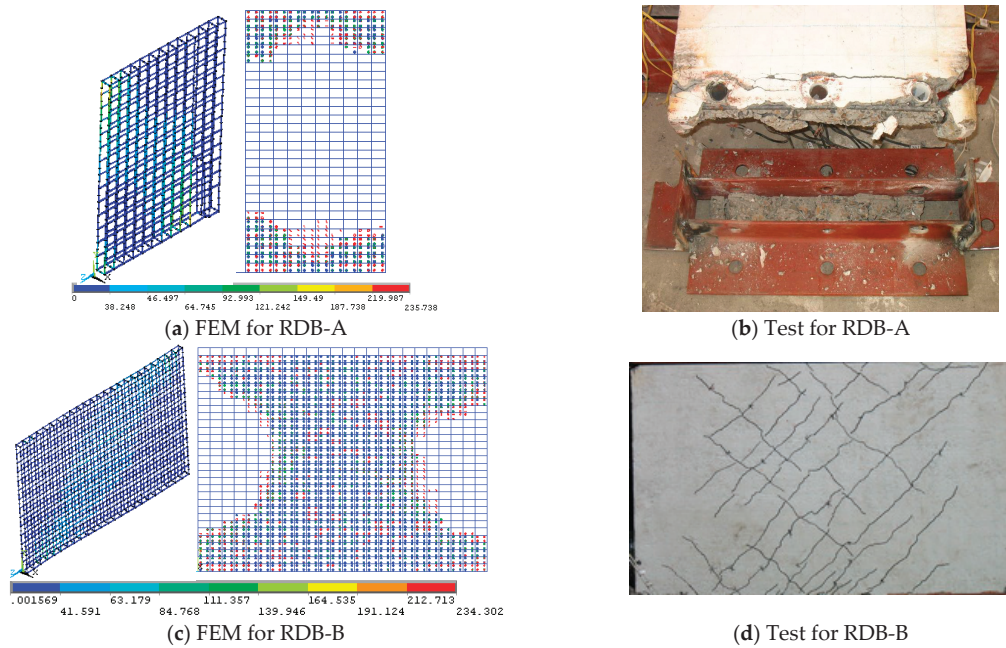 0 46.497 92.993 149.49 219.987
38.248 64.745 121.242 187.738 235.738
(a) FEM for RDB-A
(b) Test for RDB-A
.001569 63.179 111.357 164.535 212.713
41.591 84.768 139.946 191.124 234.302
(c) FEM for RDB-B
(d) Test for RDB-B